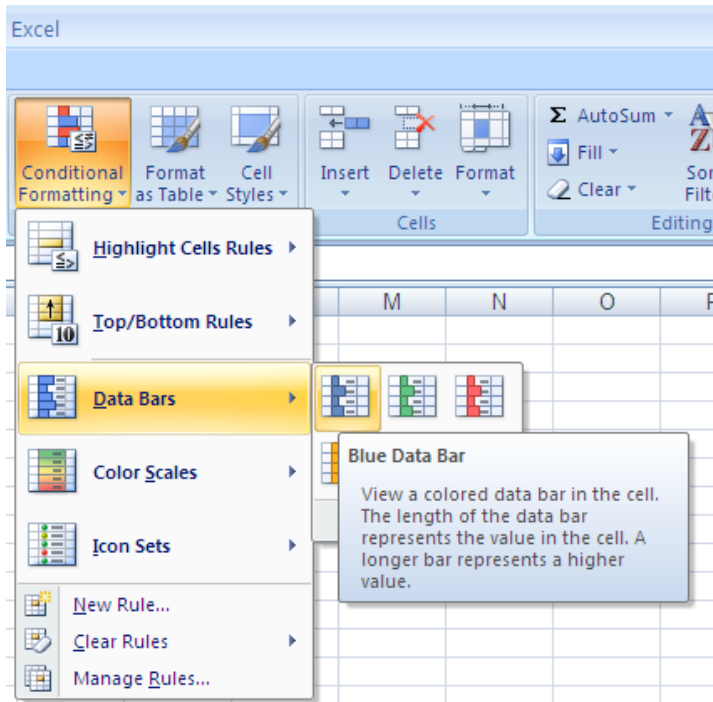 Excel
Conditional Formatting
Format as Table
Cell Styles
Insert
Delete
Format
Σ AutoSum
Fill
Clear
Cells
Editing
Highlight Cells Rules
Top/Bottom Rules
10
Data Bars
Color Scales
Icon Sets
New Rule...
Clear Rules
Manage Rules...
M N O
Blue Data Bar
View a colored data bar in the cell.
The length of the data bar
represents the value in the cell. A
longer bar represents a higher
value.